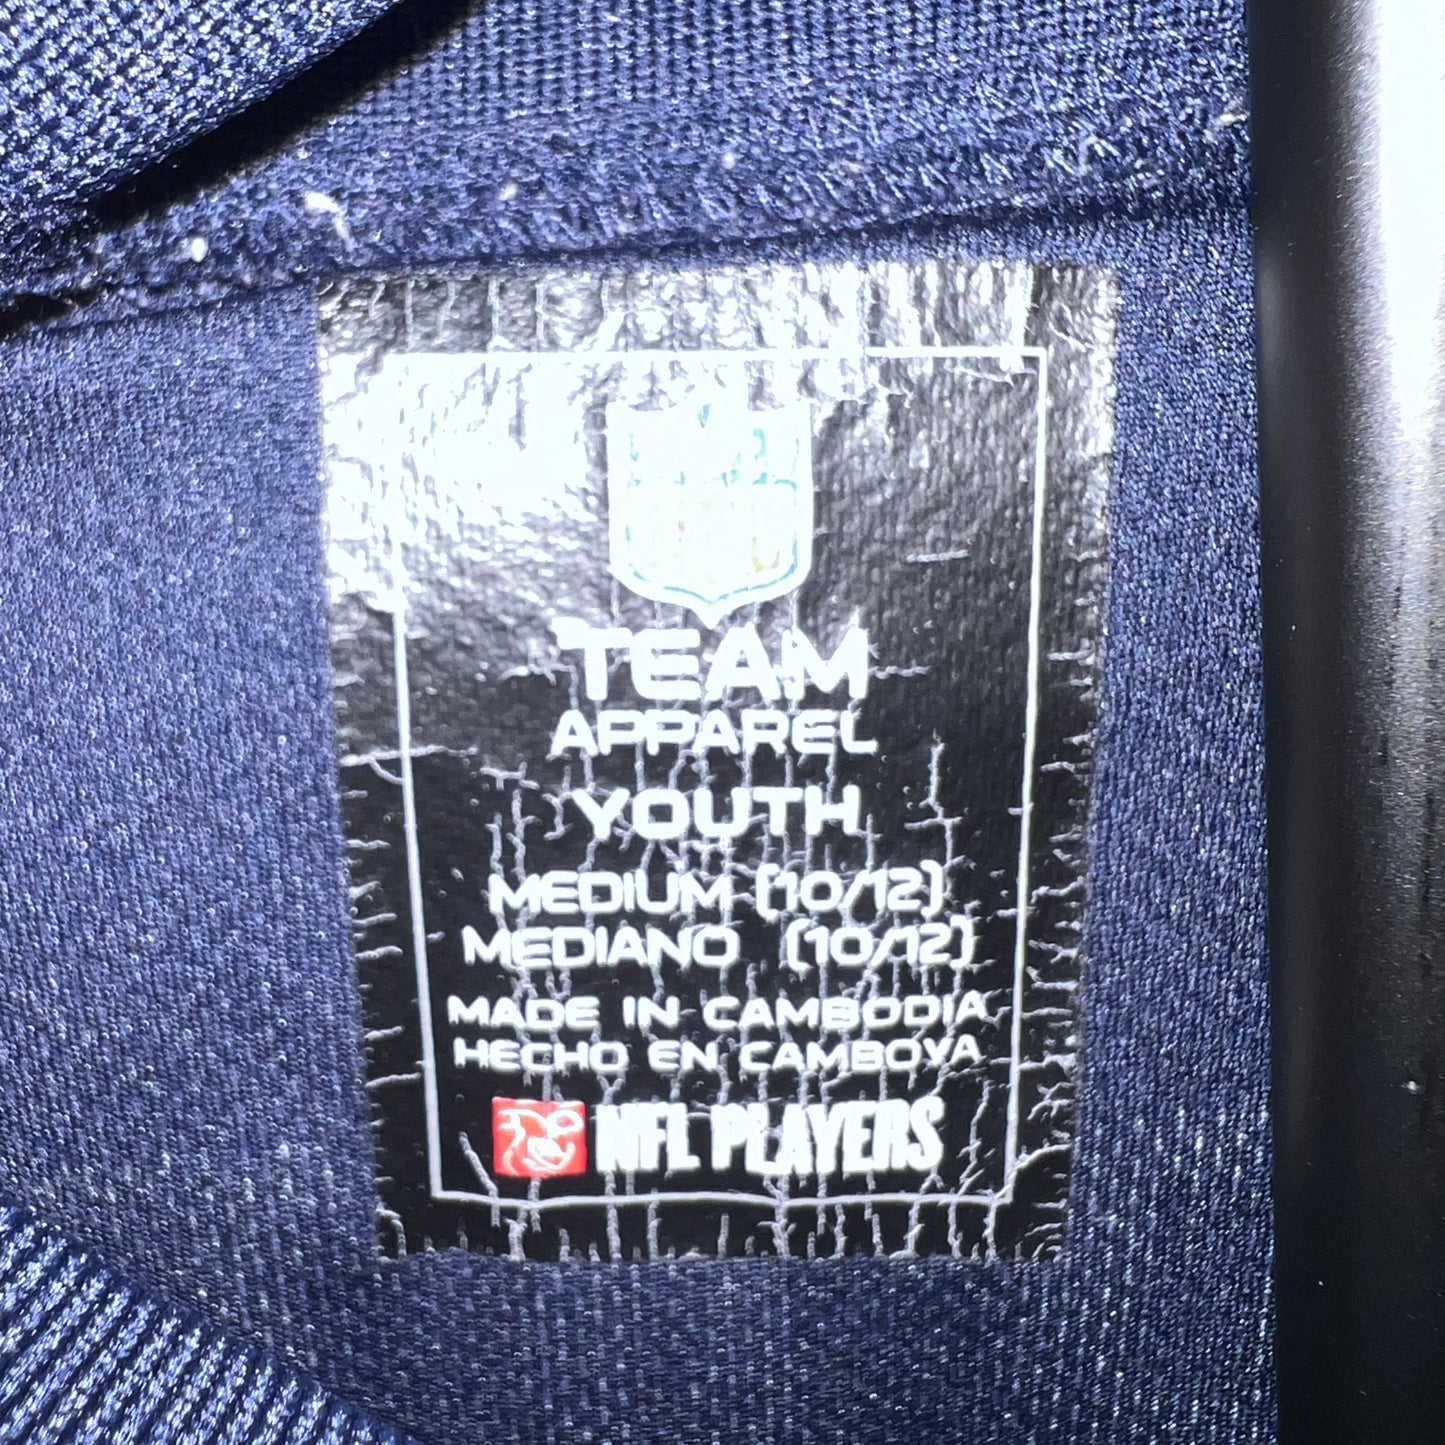 TEAM
APPAREL
YOUTH
MEDIUM (10/12)
MEDIANO (10/12)
MADE IN CAMBODIA
HECHO EN CAMBOYA
NFL PLAYERS